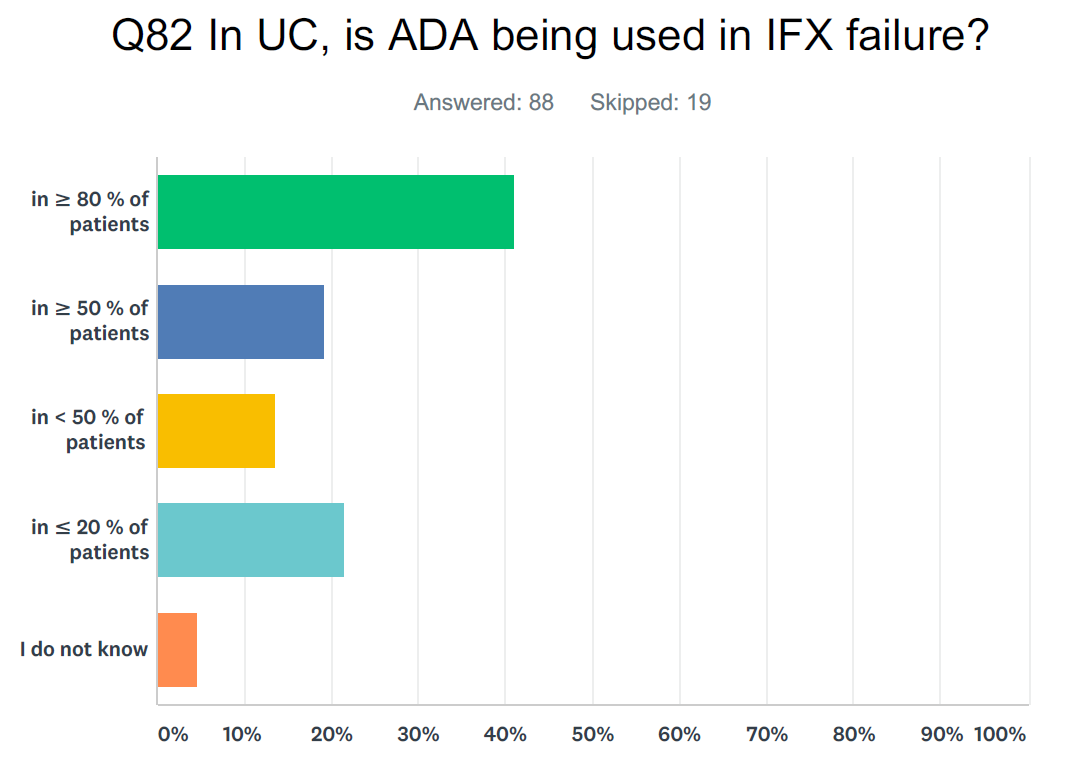 Q82 In UC, is ADA being used in IFX failure?
Answered: 88 Skipped: 19
in ≥ 80 % of
patients
in ≥ 50 % of
patients
in < 50 % of
patients
in ≤ 20 % of
patients
I do not know
0% 10% 20% 30% 40% 50% 60% 70% 80% 90% 100%